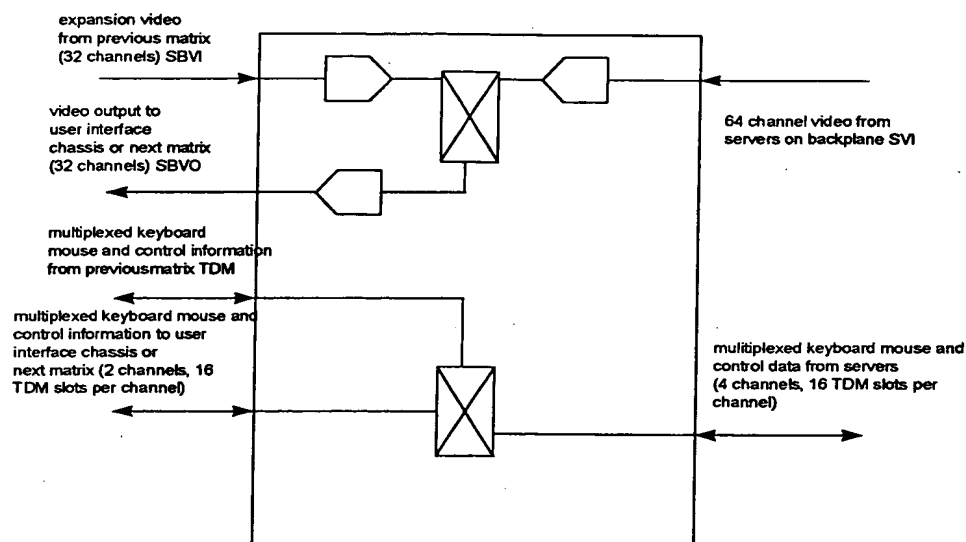 expansion video
from previous matrix
(32 channels) SBVI
video output to
user interface
chassis or next matrix
(32 channels) SBVO
64 channel video from
servers on backplane SVI
multiplexed keyboard
mouse and control information
from previousmatrix TDM
multiplexed keyboard mouse and
control information to user
interface chassis or
next matrix (2 channels, 16
TDM slots per channel)
mulitiplexed keyboard mouse and
control data from servers
(4 channels, 16 TDM slots per
channel)